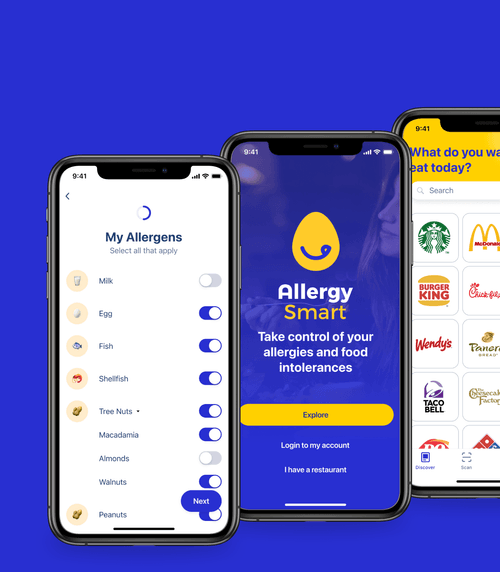 9:41
My Allergens
Select all that apply
Milk
Egg
Fish
Shellfish
Tree Nuts
Macadamia
Almonds
Walnuts
Peanuts
Next
9:41
Allergy
Smart
Take control of your
allergies and food
intolerances
Explore
Login to my account
I have a restaurant
9:41
What do you wa
eat today?
Search
McDonald
BURGER
KING
Chick-fil
Wendy's
Panera
BREAD
TACO
BELL
The
Cheesecak
Factor
Discover
Scan